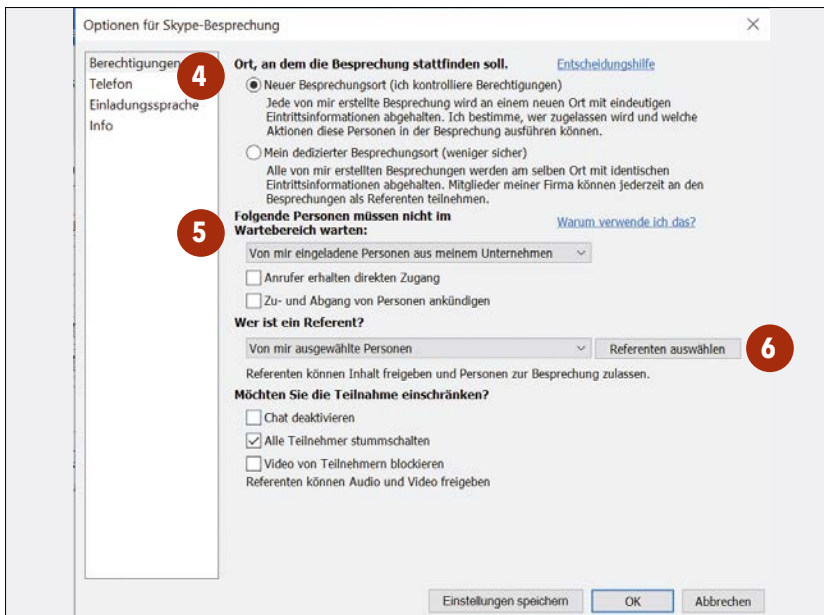 Optionen für Skype-Besprechung
Berechtigungen
Telefon
Einladungssprache
Info
4
Ort, an dem die Besprechung stattfinden soll.
Entscheidungshilfe
Neuer Besprechungsort (ich kontrolliere Berechtigungen)
Jede von mir erstellte Besprechung wird an einem neuen Ort mit eindeutigen
Eintrittsinformationen abgehalten. Ich bestimme, wer zugelassen wird und welche
Aktionen diese Personen in der Besprechung ausführen können.
Mein dedizierter Besprechungsort (weniger sicher)
Alle von mir erstellten Besprechungen werden am selben Ort mit identischen
Eintrittsinformationen abgehalten. Mitglieder meiner Firma können jederzeit an den
Besprechungen als Referenten teilnehmen.
5
Folgende Personen müssen nicht im
Wartebereich warten:
Warum verwende ich das?
Von mir eingeladene Personen aus meinem Unternehmen
Anrufer erhalten direkten Zugang
Zu- und Abgang von Personen ankündigen
Wer ist ein Referent?
Von mir ausgewählte Personen
Referenten auswählen
6
Referenten können Inhalt freigeben und Personen zur Besprechung zulassen.
Möchten Sie die Teilnahme einschränken?
Chat deaktivieren
Alle Teilnehmer stummschalten
Video von Teilnehmern blockieren
Referenten können Audio und Video freigeben
Einstellungen speichern
OK
Abbrechen